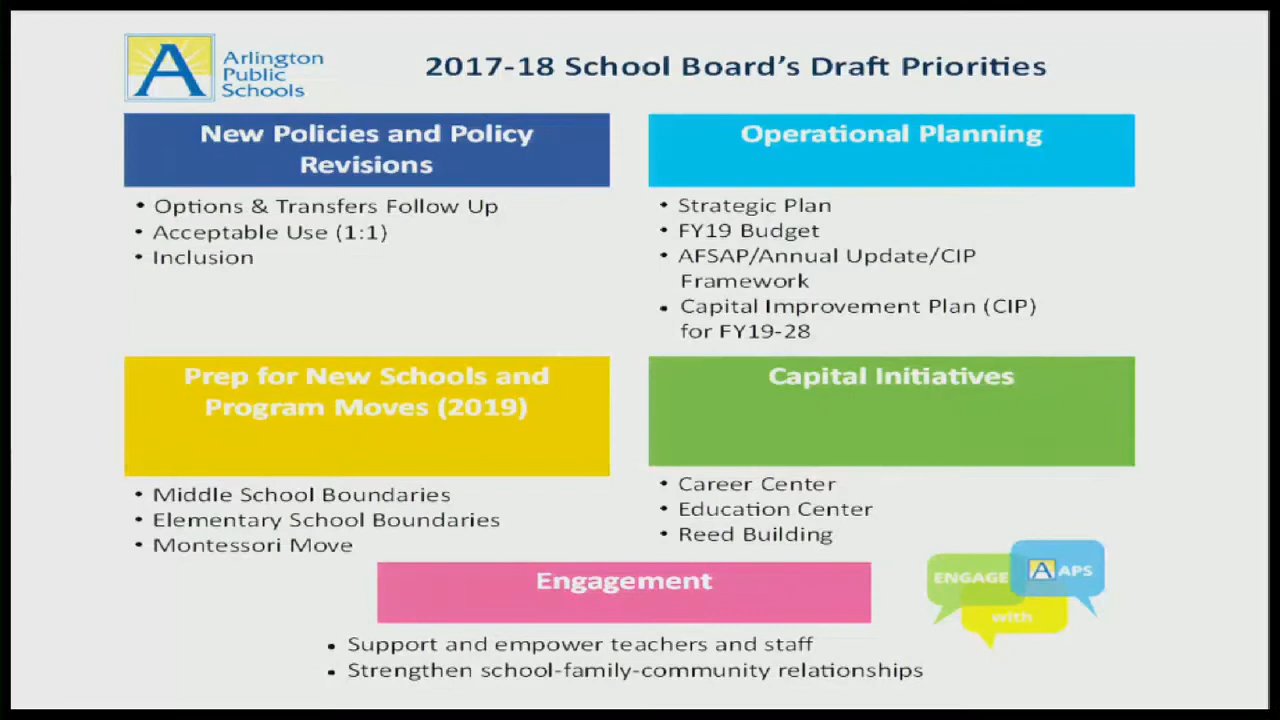 Arlington
Public
Schools
2017-18 School Board's Draft Priorities
New Policies and Policy
Revisions
• Options & Transfers Follow Up
• Acceptable Use (1:1)
• Inclusion
Operational Planning
• Strategic Plan
• FY19 Budget
• AFSAP/Annual Update/CIP
Framework
• Capital Improvement Plan (CIP)
for FY19-28
Prep for New Schools and
Program Moves (2019)
• Middle School Boundaries
• Elementary School Boundaries
• Montessori Move
Capital Initiatives
• Career Center
• Education Center
• Reed Building
Engagement
• Support and empower teachers and staff
• Strengthen school-family-community relationships
ENGAGE
with
A APS